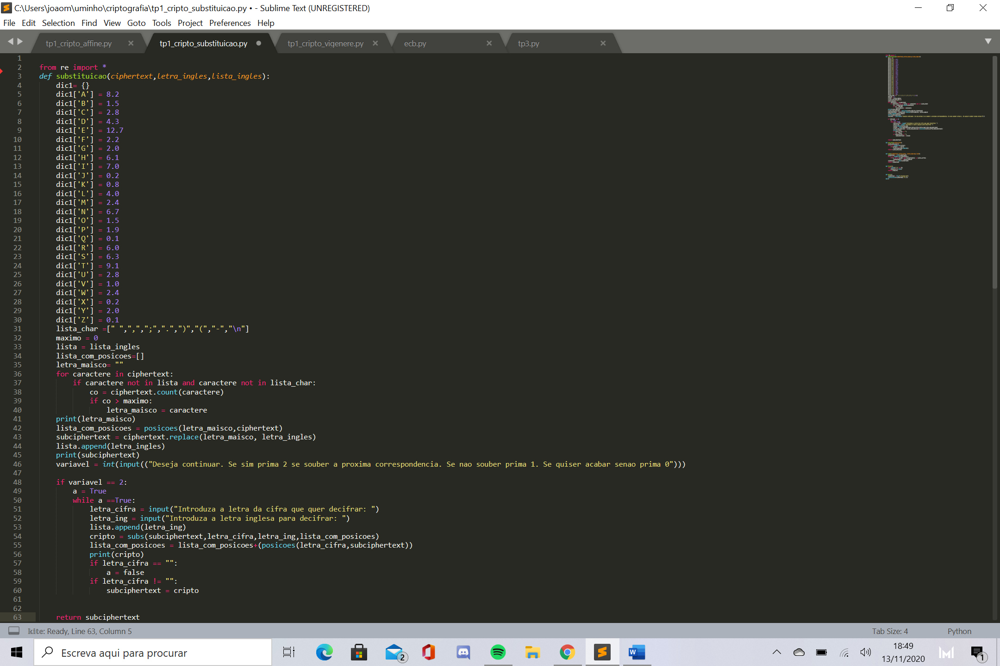 C:\Users\joaom\uminho\criptografia\tp1_cripto_substituicao.py • - Sublime Text (UNREGISTERED)
File Edit Selection Find View Goto Tools Project Preferences Help
tp1_cripto_affine.py tp1_cripto_substituicao.py tp1_cripto_vigenere.py ecb.py tp3.py
1
2 from re import *
3 def substituicao(ciphertext,letra_ingles,lista_ingles):
4     dic1= {}
5     dic1['A'] = 8.2
6     dic1['B'] = 1.5
7     dic1['C'] = 2.8
8     dic1['D'] = 4.3
9     dic1['E'] = 12.7
10     dic1['F'] = 2.2
11     dic1['G'] = 2.0
12     dic1['H'] = 6.1
13     dic1['I'] = 7.0
14     dic1['J'] = 0.2
15     dic1['K'] = 0.8
16     dic1['L'] = 4.0
17     dic1['M'] = 2.4
18     dic1['N'] = 6.7
19     dic1['O'] = 1.5
20     dic1['P'] = 1.9
21     dic1['Q'] = 0.1
22     dic1['R'] = 6.0
23     dic1['S'] = 6.3
24     dic1['T'] = 9.1
25     dic1['U'] = 2.8
26     dic1['V'] = 1.0
27     dic1['W'] = 2.4
28     dic1['X'] = 0.2
29     dic1['Y'] = 2.0
30     dic1['Z'] = 0.1
31     lista_char =[" ",",",";",".",")","(","-","\n"]
32     maximo = 0
33     lista = lista_ingles
34     lista_com_posicoes=[]
35     letra_maisco= ""
36     for caractere in ciphertext:
37         if caractere not in lista and caractere not in lista_char:
38             co = ciphertext.count(caractere)
39             if co > maximo:
40                 letra_maisco = caractere
41     print(letra_maisco)
42     lista_com_posicoes = posicoes(letra_maisco,ciphertext)
43     subciphertext = ciphertext.replace(letra_maisco, letra_ingles)
44     lista.append(letra_ingles)
45     print(subciphertext)
46     variavel = int(input(("Deseja continuar. Se sim prima 2 se souber a proxima correspondencia. Se nao souber prima 1. Se quiser acabar senao prima 0")))
47
48     if variavel == 2:
49         a = True
50         while a ==True:
51             letra_cifra = input("Introduza a letra da cifra que quer decifrar: ")
52             letra_ing = input("Introduza a letra inglesa para decifrar: ")
53             lista.append(letra_ing)
54             cripto = subs(subciphertext,letra_cifra,letra_ing,lista_com_posicoes)
55             lista_com_posicoes = lista_com_posicoes+(posicoes(letra_cifra,subciphertext))
56             print(cripto)
57             if letra_cifra == "":
58                 a = false
59             if letra_cifra != "":
60                 subciphertext = cripto
61
62
63     return subciphertext
kite: Ready, Line 63, Column 5 Tab Size: 4 Python
Escreva aqui para procurar 2 18:49
13/11/2020 1